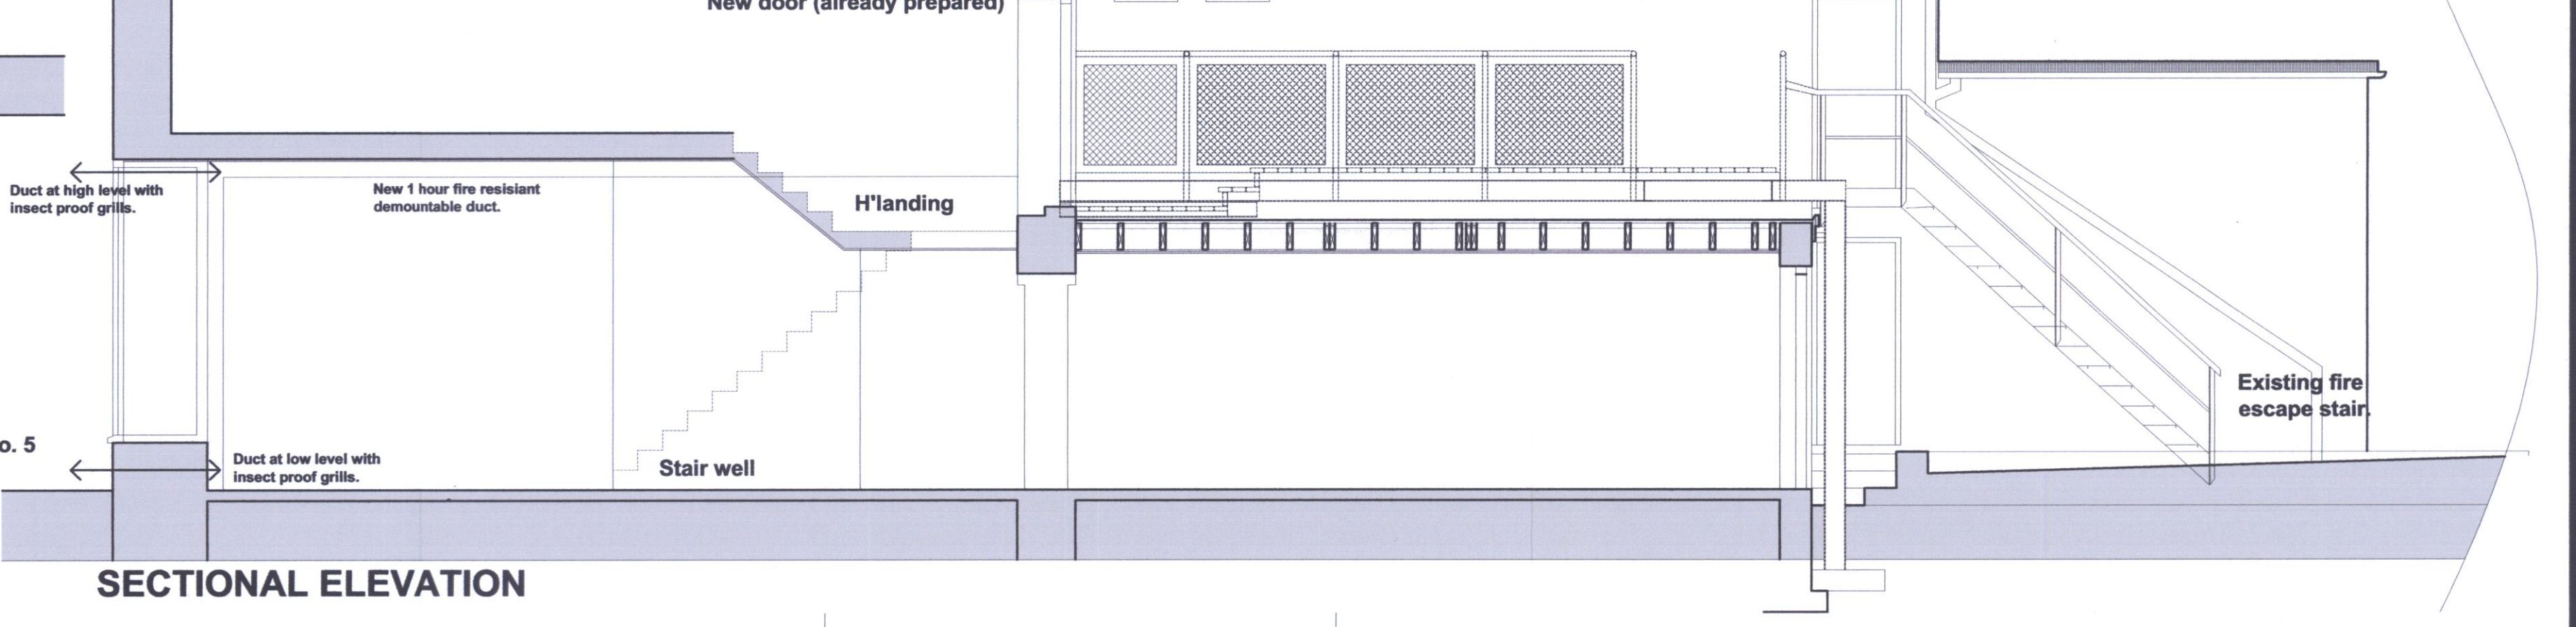 New door (already prepared)
Duct at high level with
insect proof grills.
New 1 hour fire resisiant
demountable duct.
H'landing
Existing fire
escape stair.
o. 5
Duct at low level with
insect proof grills.
Stair well
SECTIONAL ELEVATION